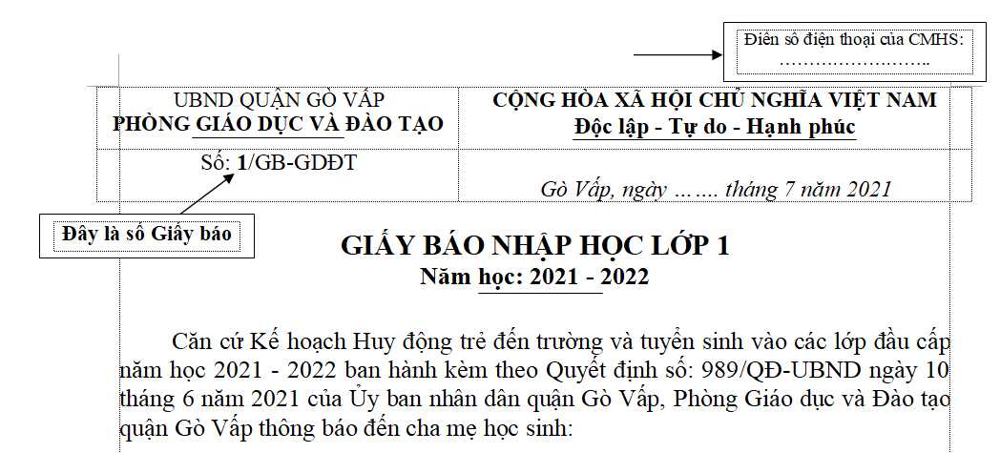 Điền số điện thoại của CMHS:
……………………..
UBND QUẬN GÒ VẤP
PHÒNG GIÁO DỤC VÀ ĐÀO TẠO
CỘNG HÒA XÃ HỘI CHỦ NGHĨA VIỆT NAM
Độc lập - Tự do - Hạnh phúc
Số: 1/GB-GDĐT
Gò Vấp, ngày ……. tháng 7 năm 2021
Đây là số Giấy báo
GIẤY BÁO NHẬP HỌC LỚP 1
Năm học: 2021 - 2022
Căn cứ Kế hoạch Huy động trẻ đến trường và tuyển sinh vào các lớp đầu cấp
năm học 2021 - 2022 ban hành kèm theo Quyết định số: 989/QĐ-UBND ngày 10
tháng 6 năm 2021 của Ủy ban nhân dân quận Gò Vấp, Phòng Giáo dục và Đào tạo
quận Gò Vấp thông báo đến cha mẹ học sinh: